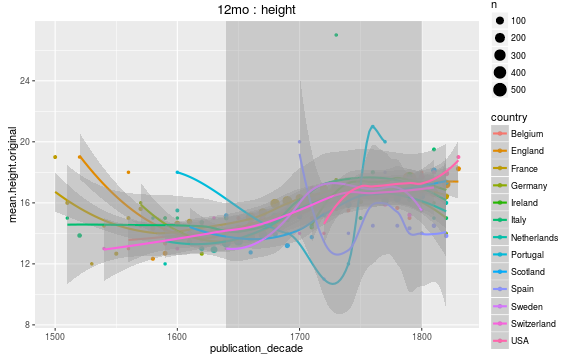 12mo : height
mean.height.original
24
20
16
12
8
1500
1600
1700
1800
publication_decade
n
100
200
300
400
500
country
Belgium
England
France
Germany
Ireland
Italy
Netherlands
Portugal
Scotland
Spain
Sweden
Switzerland
USA